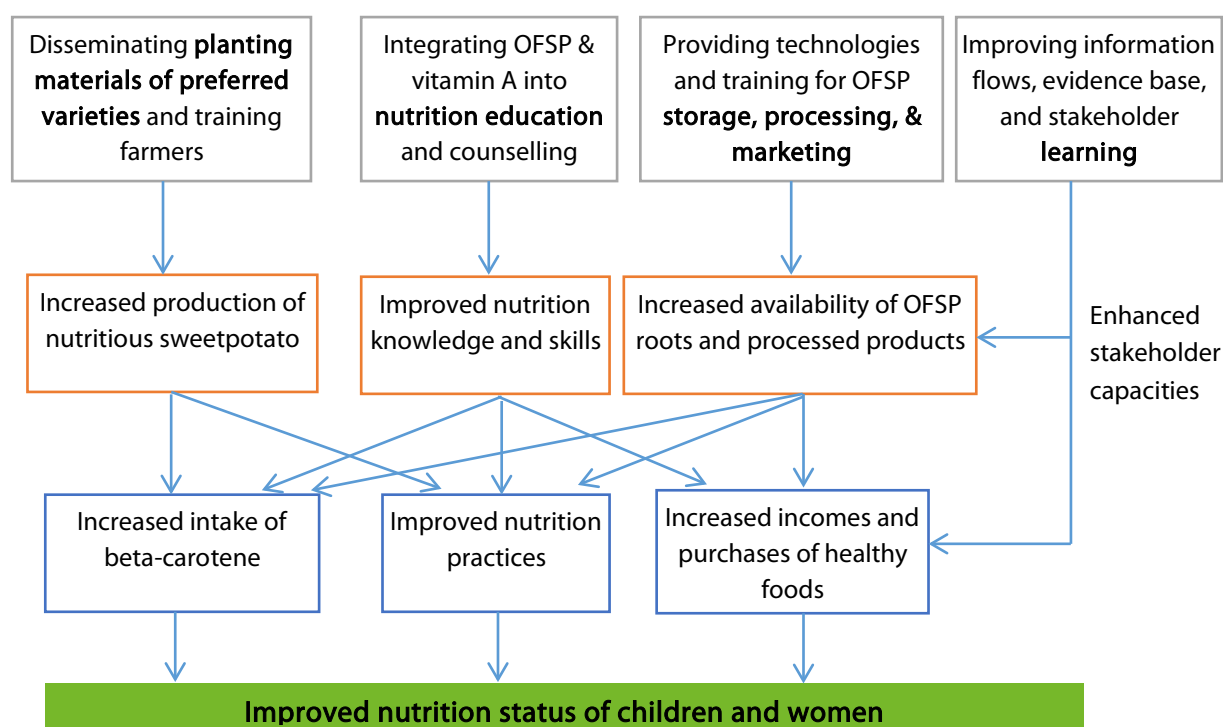 Disseminating planting
materials of preferred
varieties and training
farmers
Integrating OFSP &
vitamin A into
nutrition education
and counselling
Providing technologies
and training for OFSP
storage, processing, &
marketing
Improving information
flows, evidence base,
and stakeholder
learning
Increased production of
nutritious sweetpotato
Improved nutrition
knowledge and skills
Increased availability of OFSP
roots and processed products
Enhanced
stakeholder
capacities
Increased intake of
beta-carotene
Improved nutrition
practices
Increased incomes and
purchases of healthy
foods
Improved nutrition status of children and women